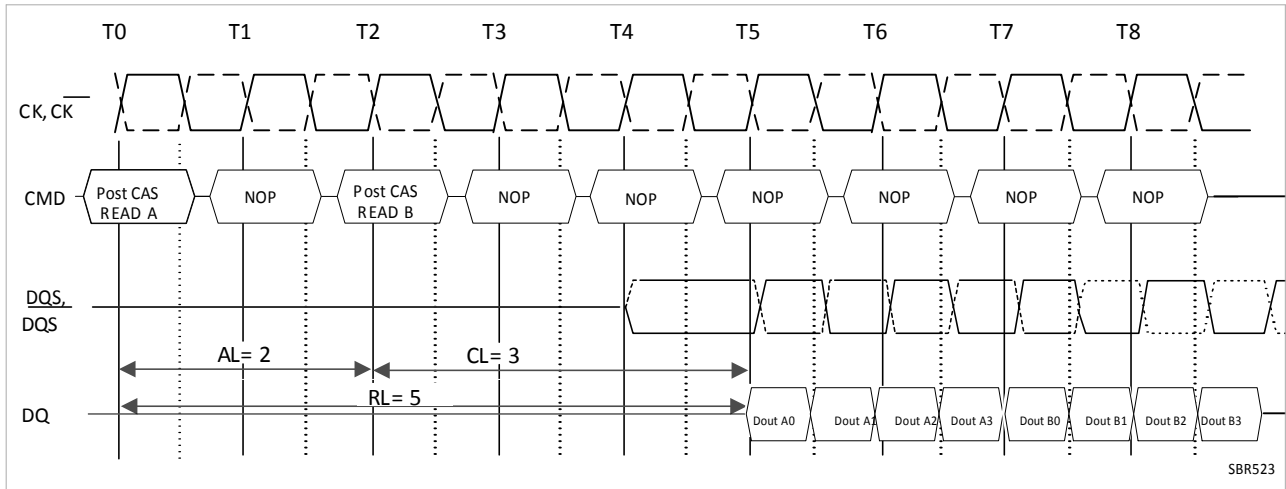 T0 T1 T2 T3 T4 T5 T6 T7 T8
CK, CK
CMD
Post CAS
READ A
NOP
Post CAS
READ B
NOP
NOP
NOP
NOP
NOP
NOP
DQS,
DQS
AL= 2
CL= 3
RL= 5
DQ
Dout A0 Dout A1 Dout A2 Dout A3 Dout B0 Dout B1 Dout B2 Dout B3
SBR523